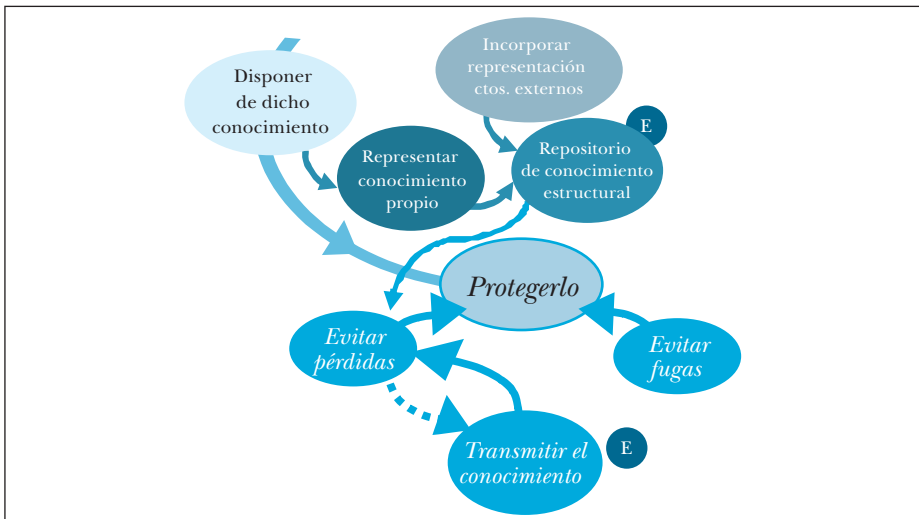 Incorporar
representación
ctos. externos
Disponer
de dicho
conocimiento
E
Representar
conocimiento
propio
Repositorio
de conocimiento
estructural
Protegerlo
Evitar
pérdidas
Evitar
fugas
Transmitir el
conocimiento
E